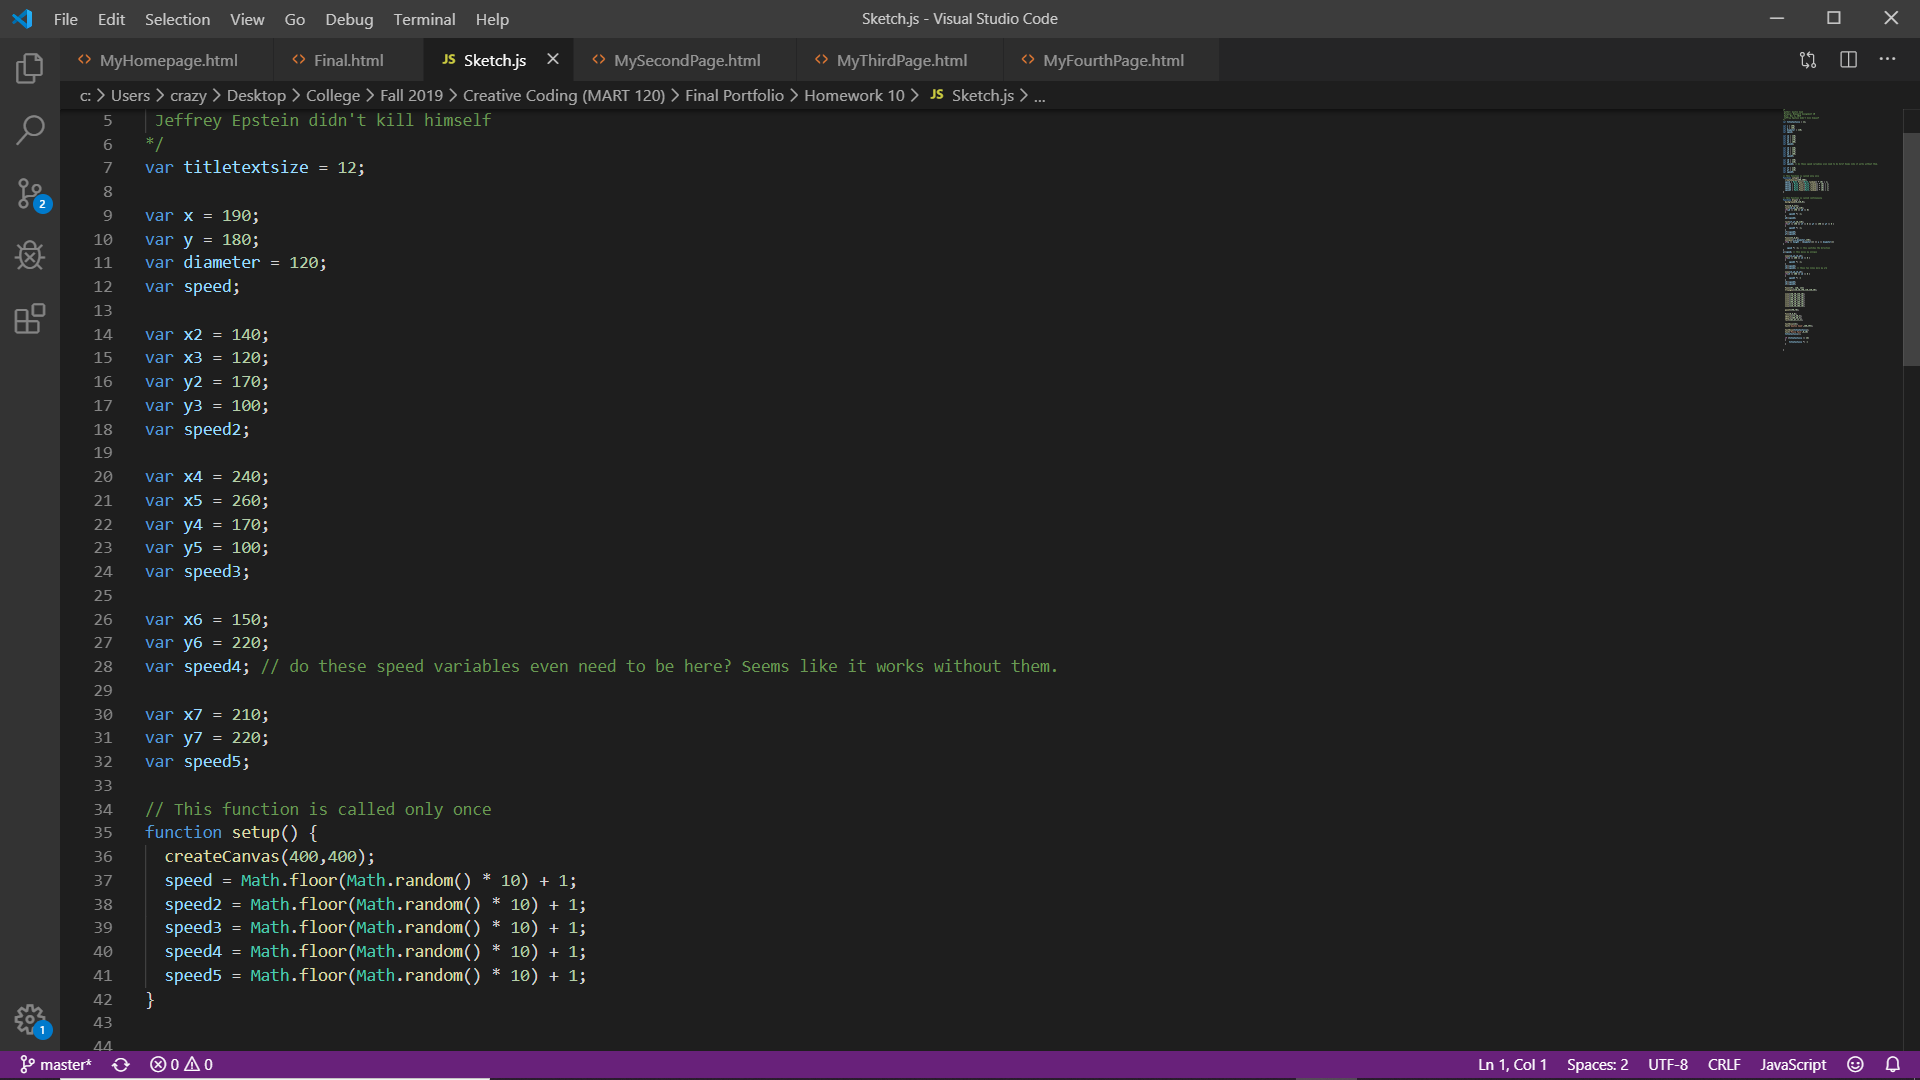 File Edit Selection View Go Debug Terminal Help Sketch.js - Visual Studio Code
MyHomepage.html Final.html JS Sketch.js MySecondPage.html MyThirdPage.html MyFourthPage.html
c: > Users > crazy > Desktop > College > Fall 2019 > Creative Coding (MART 120) > Final Portfolio > Homework 10 > JS Sketch.js > ...
5 Jeffrey Epstein didn't kill himself
6 */
7 var titletextsize = 12;
8
9 var x = 190;
10 var y = 180;
11 var diameter = 120;
12 var speed;
13
14 var x2 = 140;
15 var x3 = 120;
16 var y2 = 170;
17 var y3 = 100;
18 var speed2;
19
20 var x4 = 240;
21 var x5 = 260;
22 var y4 = 170;
23 var y5 = 100;
24 var speed3;
25
26 var x6 = 150;
27 var y6 = 220;
28 var speed4; // do these speed variables even need to be here? Seems like it works without them.
29
30 var x7 = 210;
31 var y7 = 220;
32 var speed5;
33
34 // This function is called only once
35 function setup() {
36 createCanvas(400,400);
37 speed = Math.floor(Math.random() * 10) + 1;
38 speed2 = Math.floor(Math.random() * 10) + 1;
39 speed3 = Math.floor(Math.random() * 10) + 1;
40 speed4 = Math.floor(Math.random() * 10) + 1;
41 speed5 = Math.floor(Math.random() * 10) + 1;
42 }
43
44
2
1
master* 0 0 Ln 1, Col 1 Spaces: 2 UTF-8 CRLF JavaScript